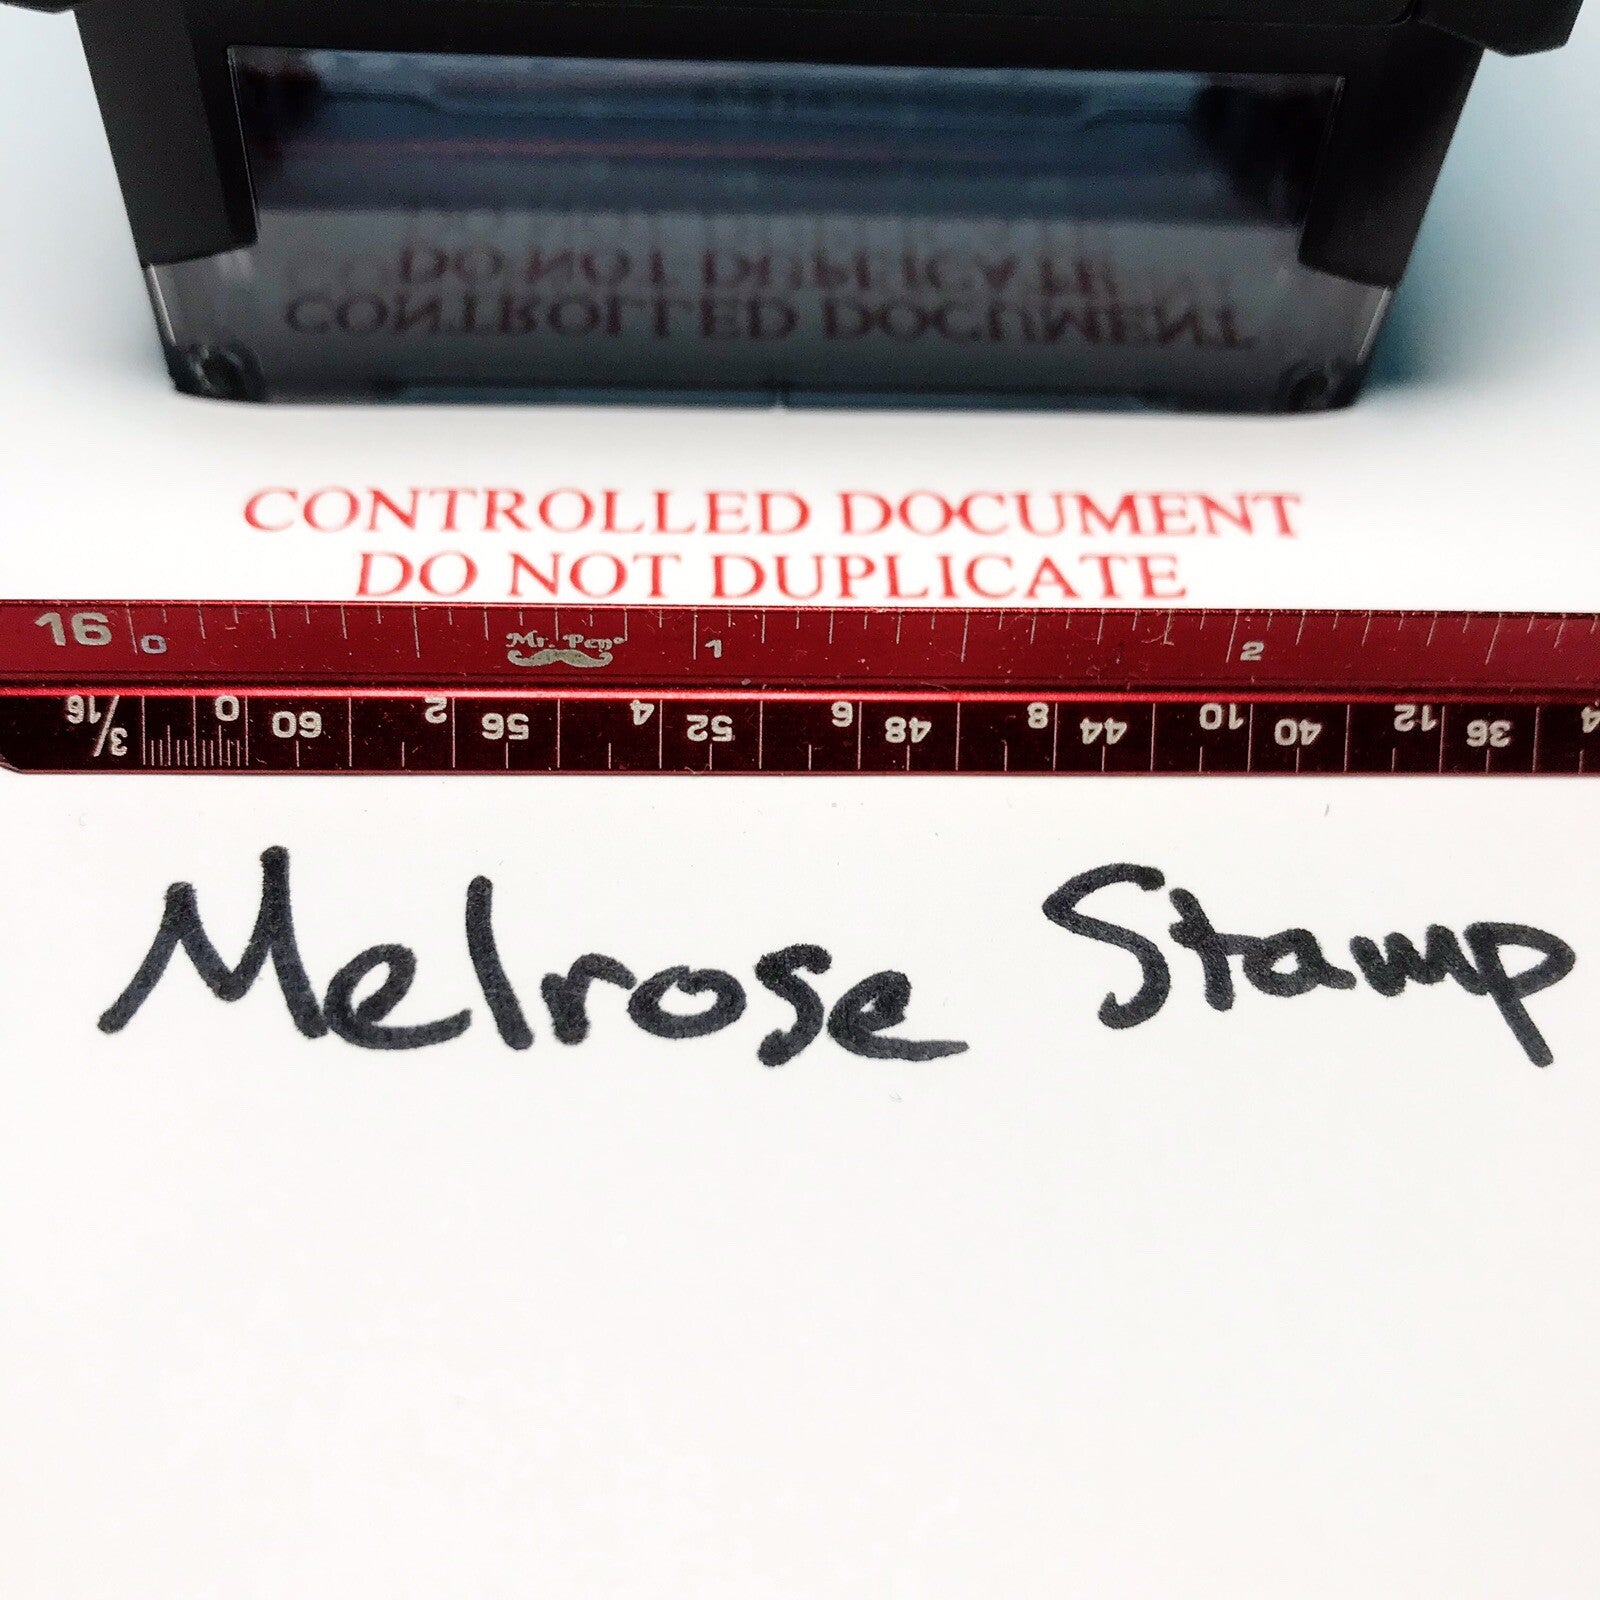 DO NOT DUPLICATE
CONTROLLED DOCUMENT
CONTROLLED DOCUMENT
DO NOT DUPLICATE
16 0 Mr. Pen® 1 2
3/16 0 60 2 56 4 52 6 48 8 44 10 40 12 36
Melrose Stamp